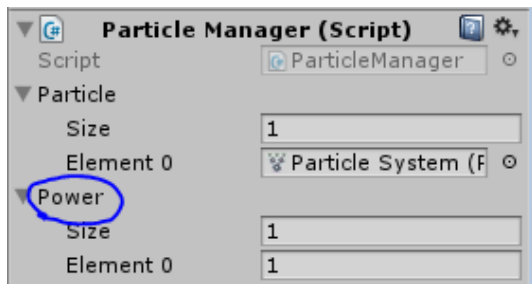 Particle Manager (Script)
Script ParticleManager
Particle
Size 1
Element 0 Particle System (F
Power
Size 1
Element 0 1